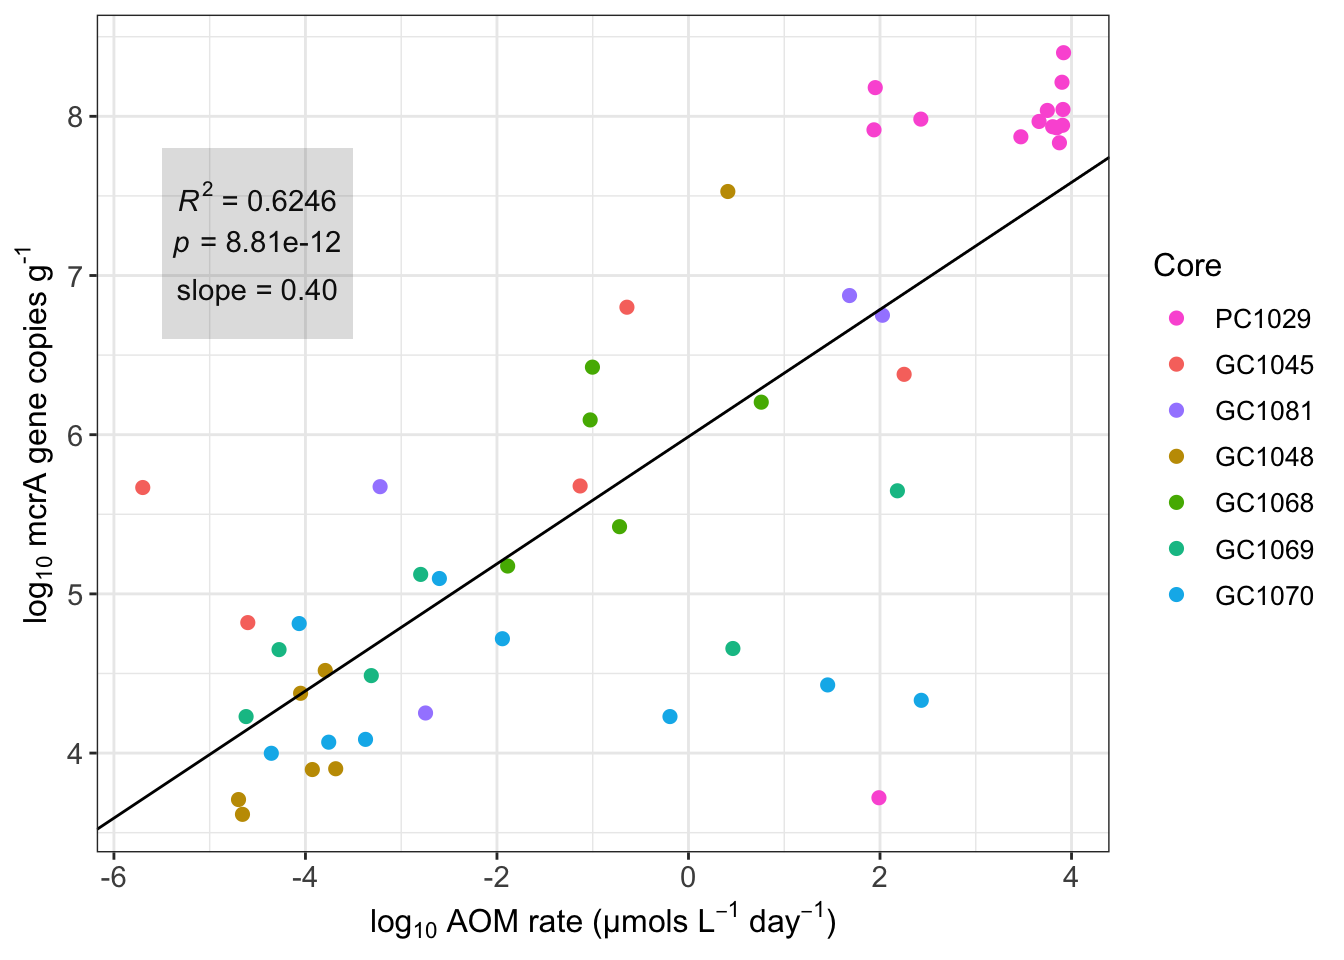 R² = 0.6246
p = 8.81e-12
slope = 0.40
8
7
6
5
4
log₁₀ mcrA gene copies g⁻¹
-6 -4 -2 0 2 4
log₁₀ AOM rate (μmols L⁻¹ day⁻¹)
Core
PC1029
GC1045
GC1081
GC1048
GC1068
GC1069
GC1070